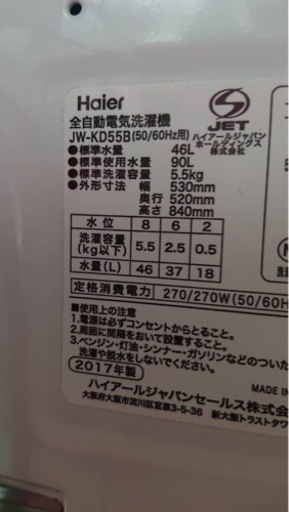 Haier
全自動電気洗濯機
JW-KD55B(50/60Hz用)
JET
ハイアールジャパン
ホールディングス
株式会社
●標準水量 46L
●標準使用水量 90L
●標準洗濯容量 5.5kg
●外形寸法 幅 530mm
奥行 520mm
高さ 840mm
水位 8 6 2
洗濯容量(kg以下) 5.5 2.5 0.5
水量(L) 46 37 18
定格消費電力 270/270W(50/60H
■使用上の注意
1.電源は必ずコンセントからとること。
2.周囲に間隔をおいて設置すること。
3.ベンジン・灯油・シンナー・ガソリンなどのついた
洗濯や脱水をしないでください。
2017年製
MADE IN
ハイアールジャパンセールス株式会
大阪府大阪市淀川区宮原3-5-36 新大阪トラストタワ